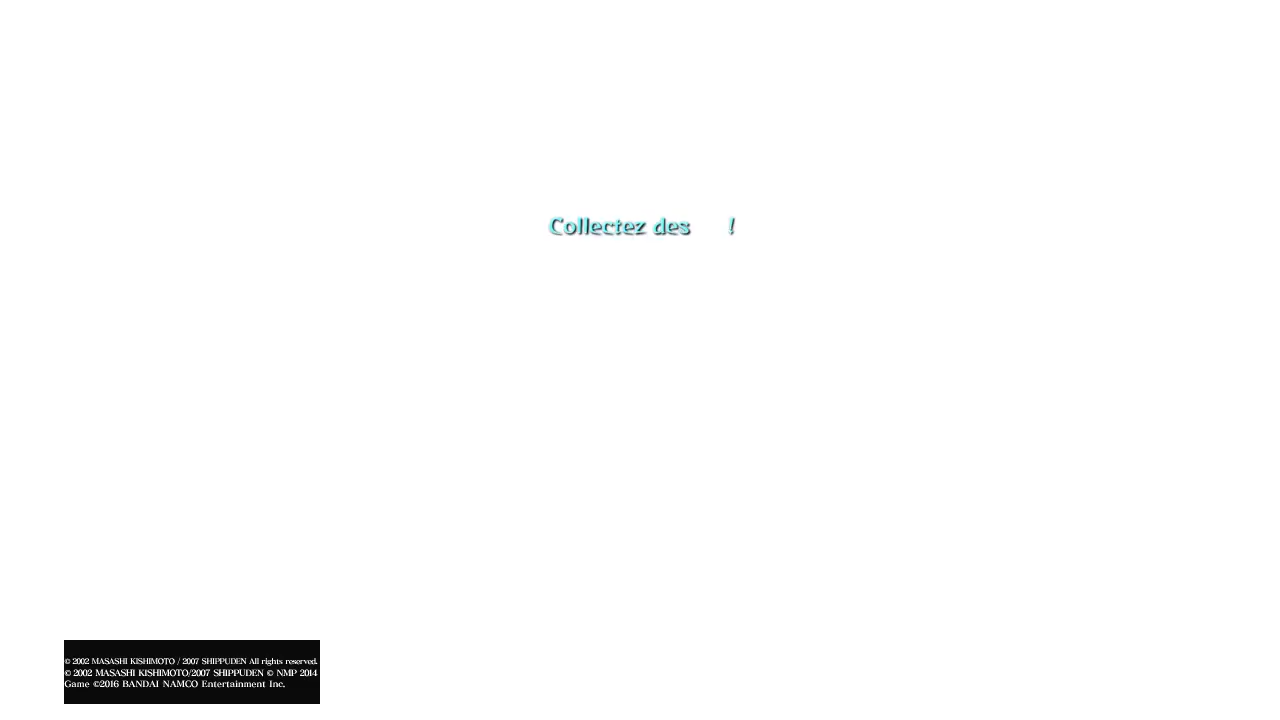 Collectez des !
© 2002 MASASHI KISHIMOTO / 2007 SHIPPUDEN All rights reserved.
© 2002 MASASHI KISHIMOTO/2007 SHIPPUDEN © NMP 2014
Game ©2016 BANDAI NAMCO Entertainment Inc.